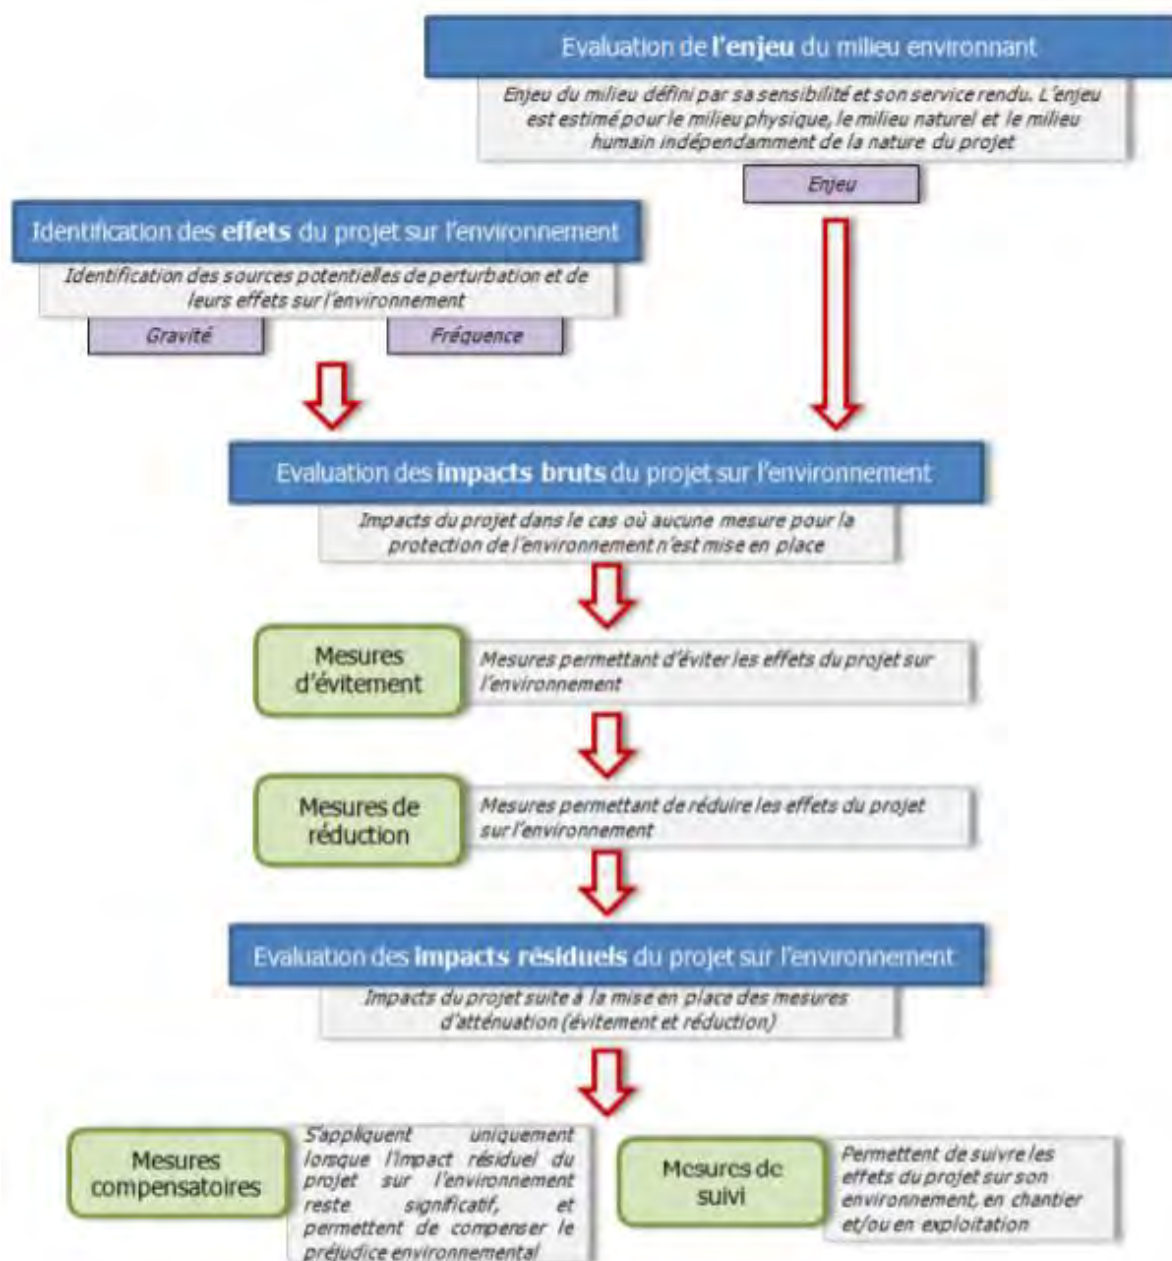 Evaluation de l'enjeu du milieu environnant
Enjeu du milieu défini par sa sensibilité et son service rendu. L'enjeu
est estimé pour le milieu physique, le milieu naturel et le milieu
humain indépendamment de la nature du projet
Enjeu
Identification des effets du projet sur l'environnement
Identification des sources potentielles de perturbation et de
leurs effets sur l'environnement
Gravité
Fréquence
Evaluation des impacts bruts du projet sur l'environnement
Impacts du projet dans le cas où aucune mesure pour la
protection de l'environnement n'est mise en place
Mesures
d'évitement
Mesures permettant d'éviter les effets du projet sur
l'environnement
Mesures de
réduction
Mesures permettant de réduire les effets du projet
sur l'environnement
Evaluation des impacts résiduels du projet sur l'environnement
Impacts du projet suite à la mise en place des mesures
d'atténuation (évitement et réduction)
Mesures
compensatoires
S'appliquent uniquement
lorsque l'impact résiduel du
projet sur l'environnement
reste significatif, et
permettent de compenser le
préjudice environnemental
Mesures de
suivi
Permettent de suivre les
effets du projet sur son
environnement, en chantier
et/ou en exploitation